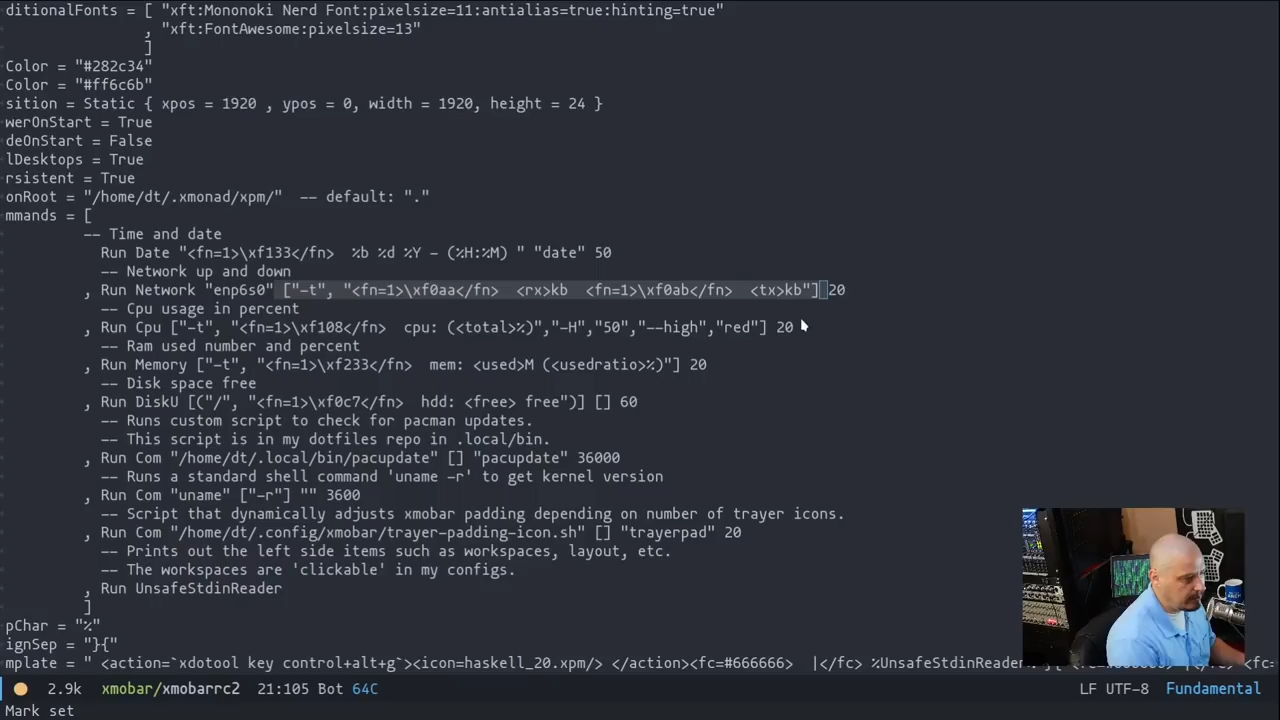 ditionalFonts = [ "xft:Mononoki Nerd Font:pixelsize=11:antialias=true:hinting=true"
, "xft:FontAwesome:pixelsize=13"
]
Color = "#282c34"
Color = "#ff6c6b"
sition = Static { xpos = 1920 , ypos = 0, width = 1920, height = 24 }
werOnStart = True
deOnStart = False
lDesktops = True
rsistent = True
onRoot = "/home/dt/.xmonad/xpm/"  -- default: "."
mmands = [
-- Time and date
Run Date "<fn=1>\xf133</fn>  %b %d %Y - (%H:%M) " "date" 50
-- Network up and down
, Run Network "enp6s0" ["-t", "<fn=1>\xf0aa</fn>  <rx>kb  <fn=1>\xf0ab</fn>  <tx>kb"] 20
-- Cpu usage in percent
, Run Cpu ["-t", "<fn=1>\xf108</fn>  cpu: (<total>%)","-H","50","--high","red"] 20
-- Ram used number and percent
, Run Memory ["-t", "<fn=1>\xf233</fn>  mem: <used>M (<usedratio>%)"] 20
-- Disk space free
, Run DiskU [("/", "<fn=1>\xf0c7</fn>  hdd: <free> free")] [] 60
-- Runs custom script to check for pacman updates.
-- This script is in my dotfiles repo in .local/bin.
, Run Com "/home/dt/.local/bin/pacupdate" [] "pacupdate" 36000
-- Runs a standard shell command 'uname -r' to get kernel version
, Run Com "uname" ["-r"] "" 3600
-- Script that dynamically adjusts xmobar padding depending on number of trayer icons.
, Run Com "/home/dt/.config/xmobar/trayer-padding-icon.sh" [] "trayerpad" 20
-- Prints out the left side items such as workspaces, layout, etc.
-- The workspaces are 'clickable' in my configs.
, Run UnsafeStdinReader
]
pChar = "%"
ignSep = "}{"
mplate = " <action=`xdotool key control+alt+g`><icon=haskell_20.xpm/> </action><fc=#666666>  |</fc> %UnsafeStdinReader
2.9k xmobar/xmobarrc2 21:105 Bot 64C LF UTF-8 Fundamental
Mark set